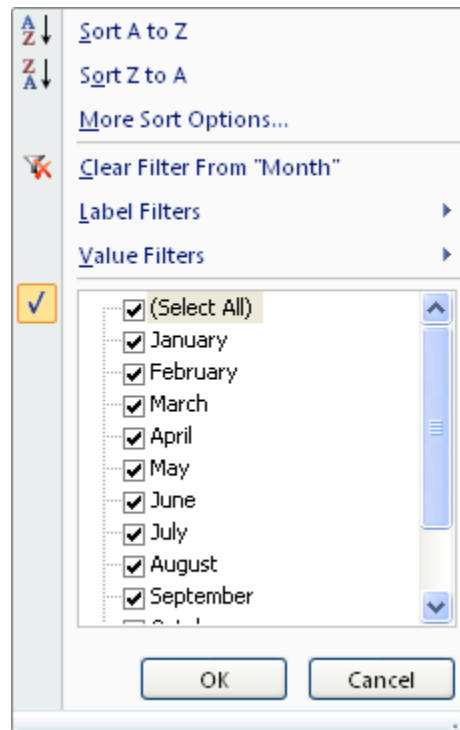 Sort A to Z
Sort Z to A
More Sort Options...
Clear Filter From "Month"
Label Filters
Value Filters
(Select All)
January
February
March
April
May
June
July
August
September
OK
Cancel